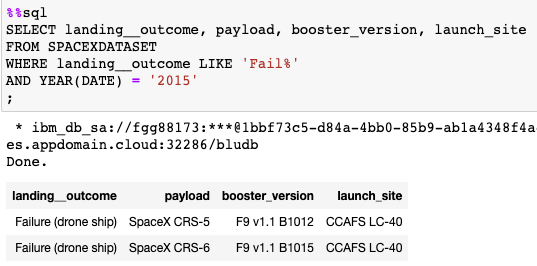 %%sql
SELECT landing__outcome, payload, booster_version, launch_site
FROM SPACEXDATASET
WHERE landing__outcome LIKE 'Fail%'
AND YEAR(DATE) = '2015'
;
* ibm_db_sa://fgg88173:***@1bbf73c5-d84a-4bb0-85b9-ab1a4348f4a
es.appdomain.cloud:32286/bludb
Done.
landing__outcome payload booster_version launch_site
Failure (drone ship) SpaceX CRS-5 F9 v1.1 B1012 CCAFS LC-40
Failure (drone ship) SpaceX CRS-6 F9 v1.1 B1015 CCAFS LC-40